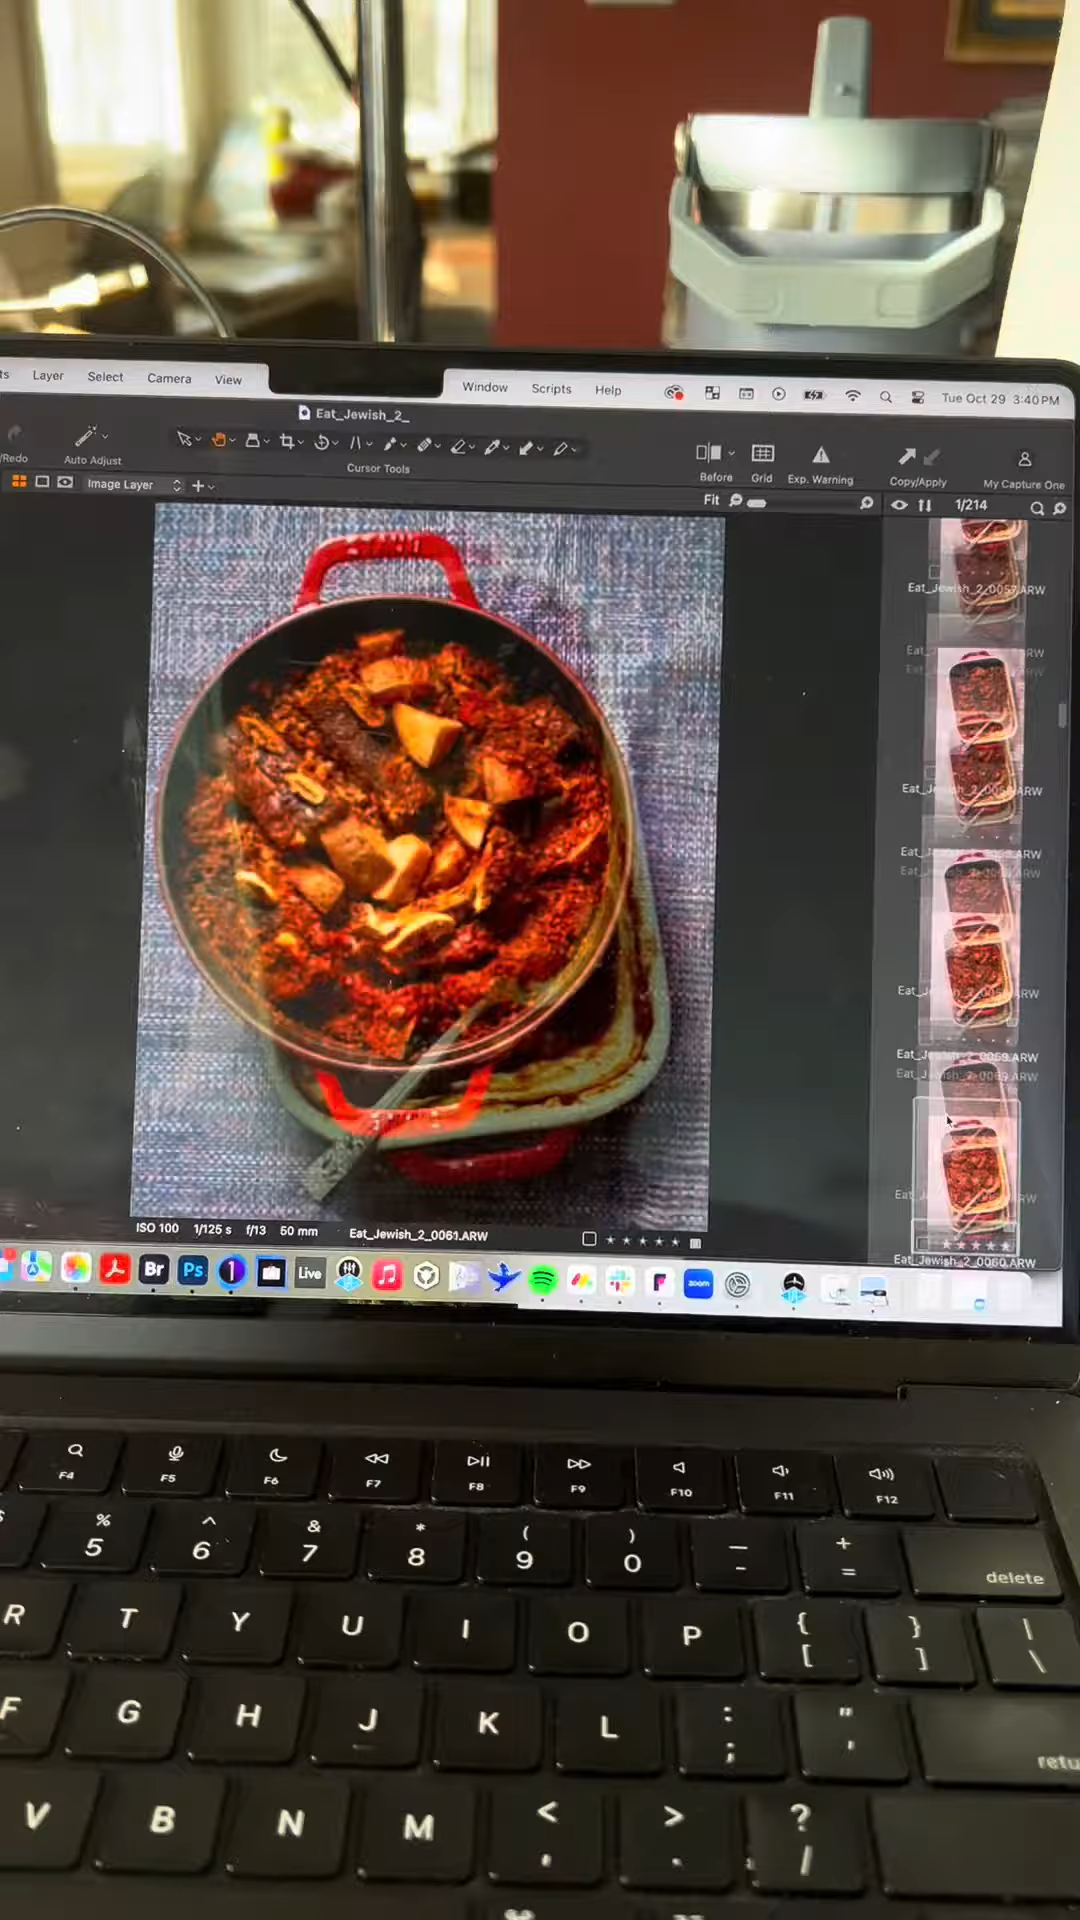 Layer Select Camera View Window Scripts Help Tue Oct 29 3:40 PM
Eat_Jewish_2_
Redo Auto Adjust Cursor Tools Before Grid Exp. Warning Copy/Apply My Capture One
Image Layer Fit 1/214
Eat_Jewish_2_0057.ARW
Eat_Jewish_2_0059.ARW
Eat_Jewish_2_0060.ARW
ISO 100 1/125 s f/13 50 mm Eat_Jewish_2_0061.ARW
Br Ps Live zoom
F4 F5 F6 F7 F8 F9 F10 F11 F12
% ^ & * ( ) — +
5 6 7 8 9 0 - = delete
R T Y U I O P { [ } ] | \
F G H J K L : ; " '
V B N M < , > . ? /